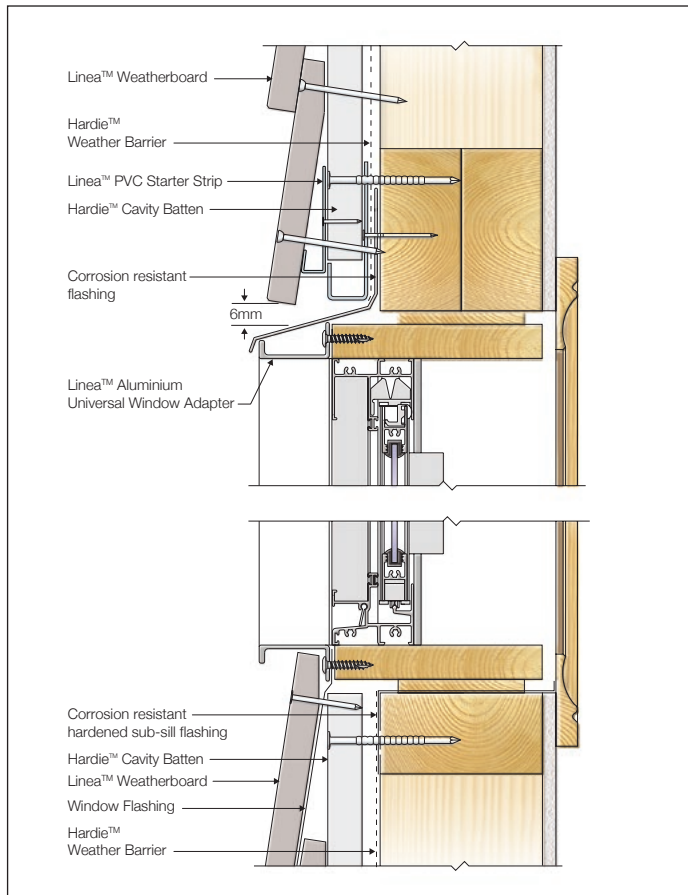 Linea™ Weatherboard
Hardie™
Weather Barrier
Linea™ PVC Starter Strip
Hardie™ Cavity Batten
Corrosion resistant
flashing
6mm
Linea™ Aluminium
Universal Window Adapter
Corrosion resistant
hardened sub-sill flashing
Hardie™ Cavity Batten
Linea™ Weatherboard
Window Flashing
Hardie™
Weather Barrier